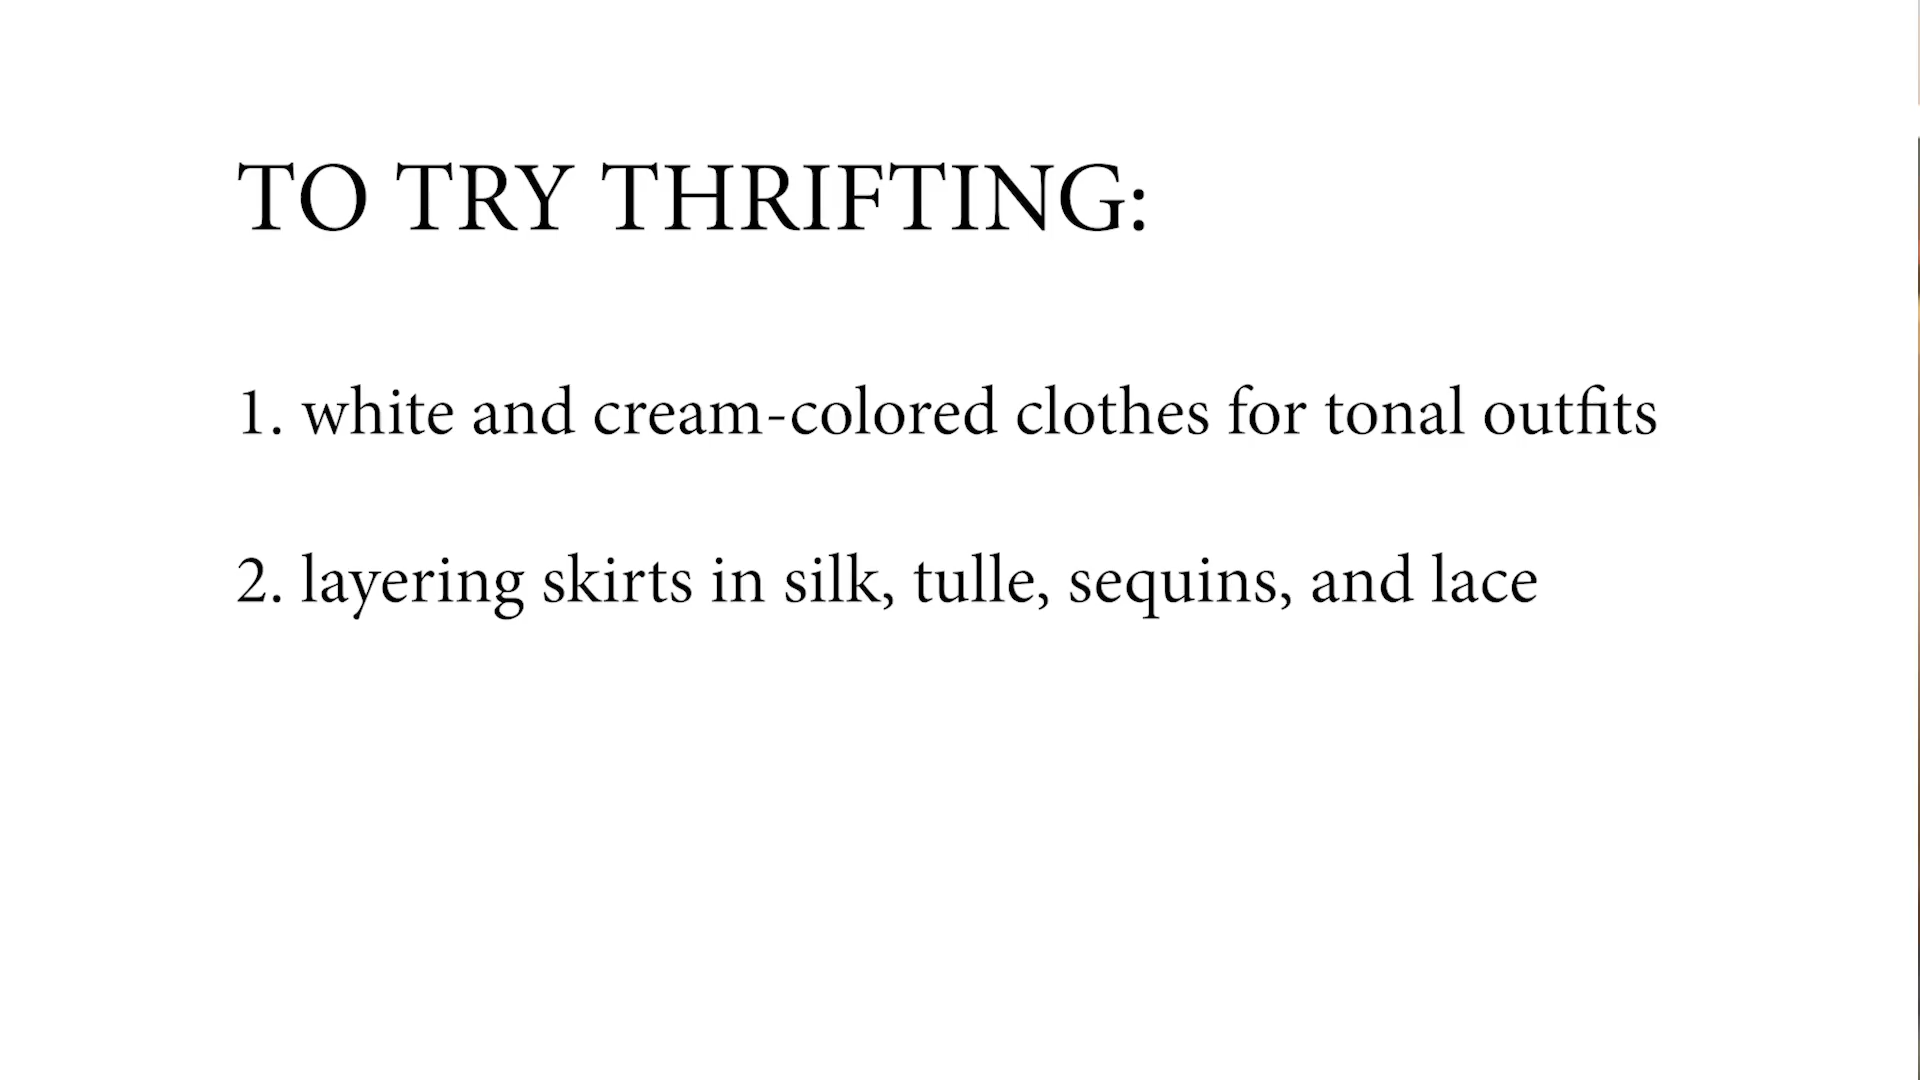 TO TRY THRIFTING:
1. white and cream-colored clothes for tonal outfits
2. layering skirts in silk, tulle, sequins, and lace